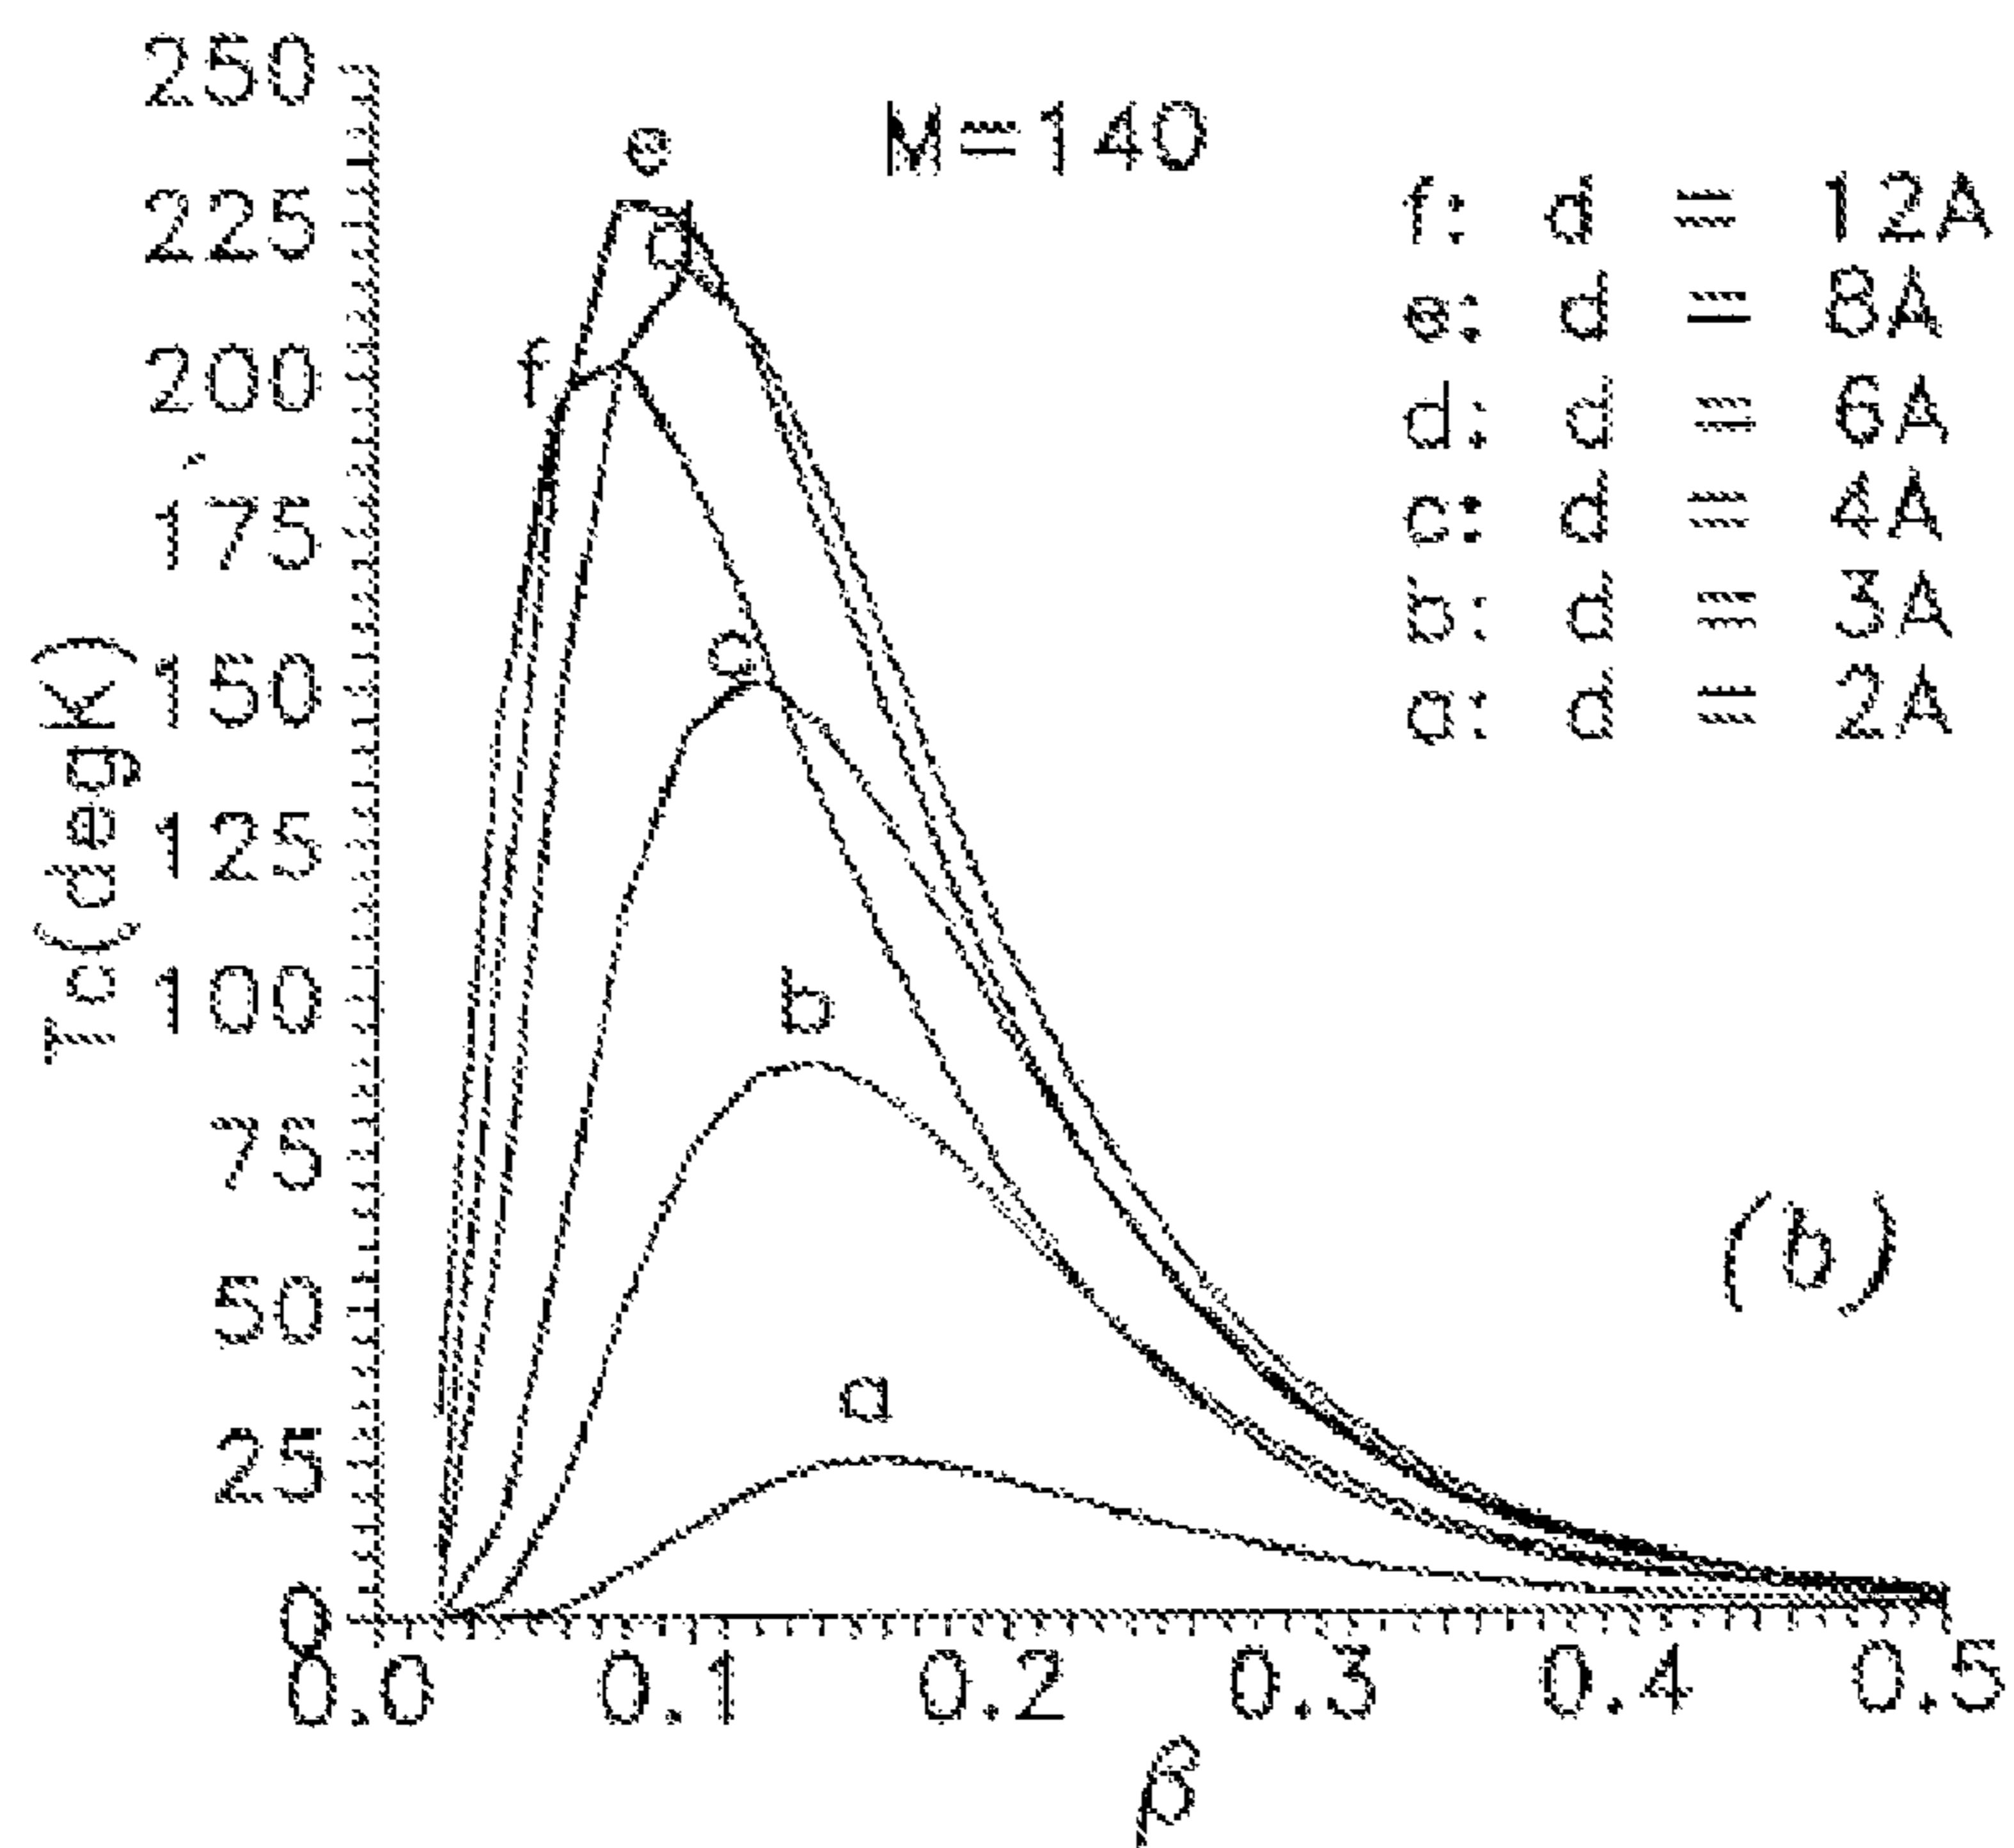 250
M=140
e
f: d = 12A
225
d
e: d = 8A
200
f
d: d = 6A
175
c: d = 4A
b: d = 3A
150
c
a: d = 2A
Tc(degK)
125
100
b
75
(b)
50
a
25
0
0.0 0.1 0.2 0.3 0.4 0.5
β